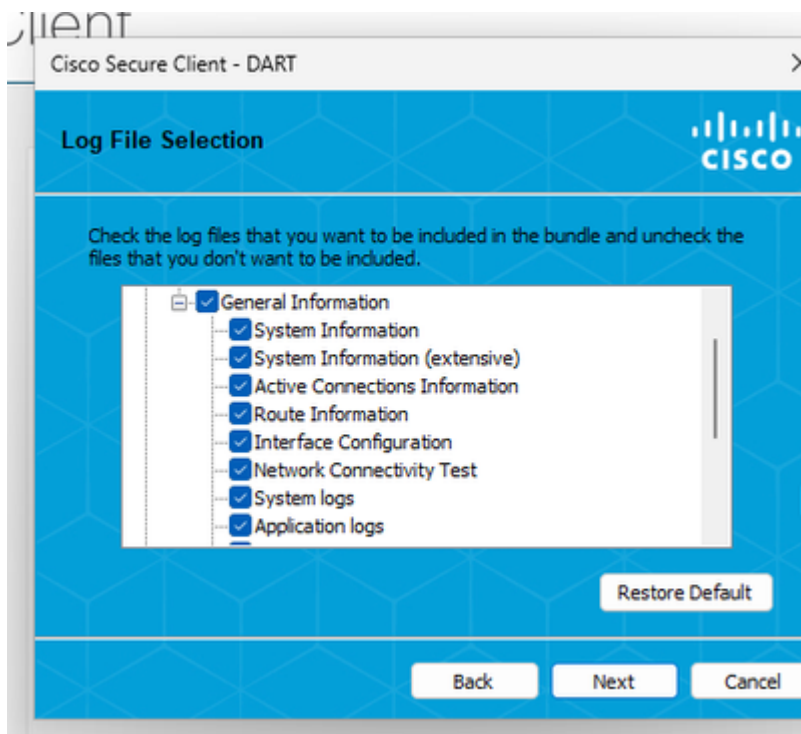 Client
Cisco Secure Client - DART
Log File Selection
CISCO
Check the log files that you want to be included in the bundle and uncheck the
files that you don't want to be included.
General Information
System Information
System Information (extensive)
Active Connections Information
Route Information
Interface Configuration
Network Connectivity Test
System logs
Application logs
Restore Default
Back
Next
Cancel